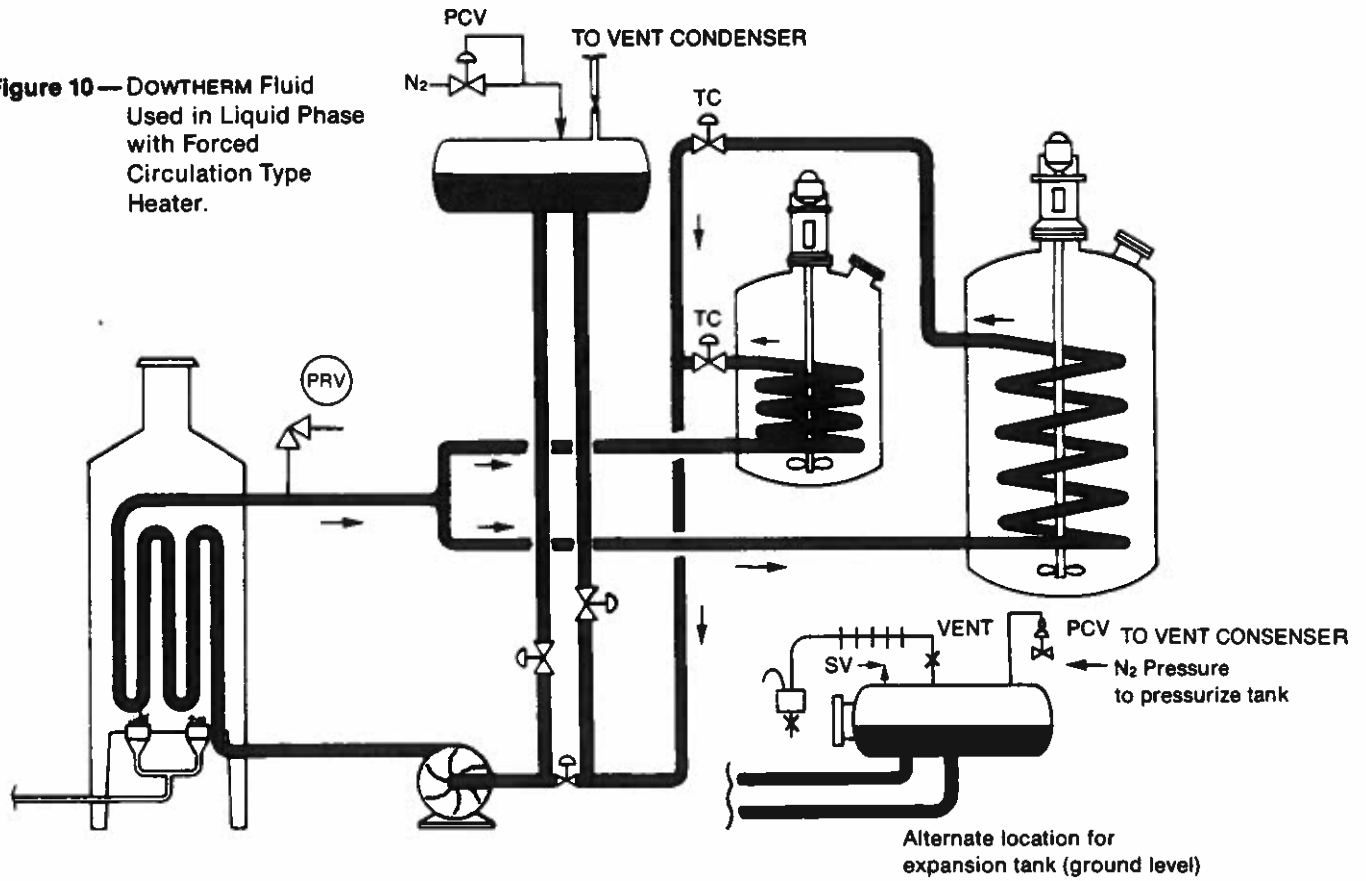 PCV
TO VENT CONDENSER
N2
igure 10 — DOWTHERM Fluid
Used in Liquid Phase
with Forced
Circulation Type
Heater.
TC
TC
PRV
VENT
PCV
TO VENT CONSENSER
SV
N2 Pressure
to pressurize tank
Alternate location for
expansion tank (ground level)